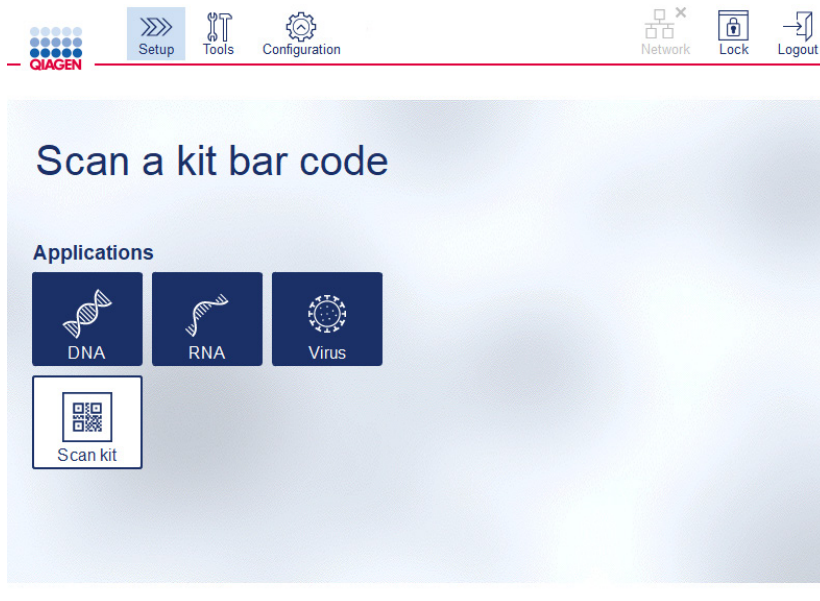 Setup
Tools
Configuration
Network
Lock
Logout
QIAGEN
Scan a kit bar code
Applications
DNA
RNA
Virus
Scan kit